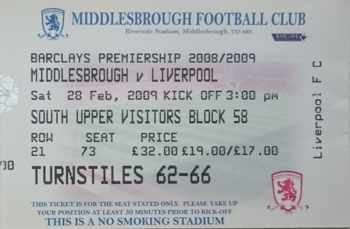 MIDDLESBROUGH FOOTBALL CLUB
Riverside Stadium, Middlesbrough, TS3 6RS
BARCLAYS
BARCLAYS PREMIERSHIP 2008/2009
MIDDLESBROUGH v LIVERPOOL
Sat 28 Feb, 2009 KICK OFF 3:00 pm
SOUTH UPPER VISITORS BLOCK 58
ROW SEAT PRICE
21 73 £32.00 £19.00/£17.00
TURNSTILES 62-66
THIS TICKET IS FOR THE SEAT STATED ONLY. PLEASE TAKE UP
YOUR POSITION AT LEAST 30 MINUTES PRIOR TO KICK-OFF
THIS IS A NO SMOKING STADIUM
Liverpool F C